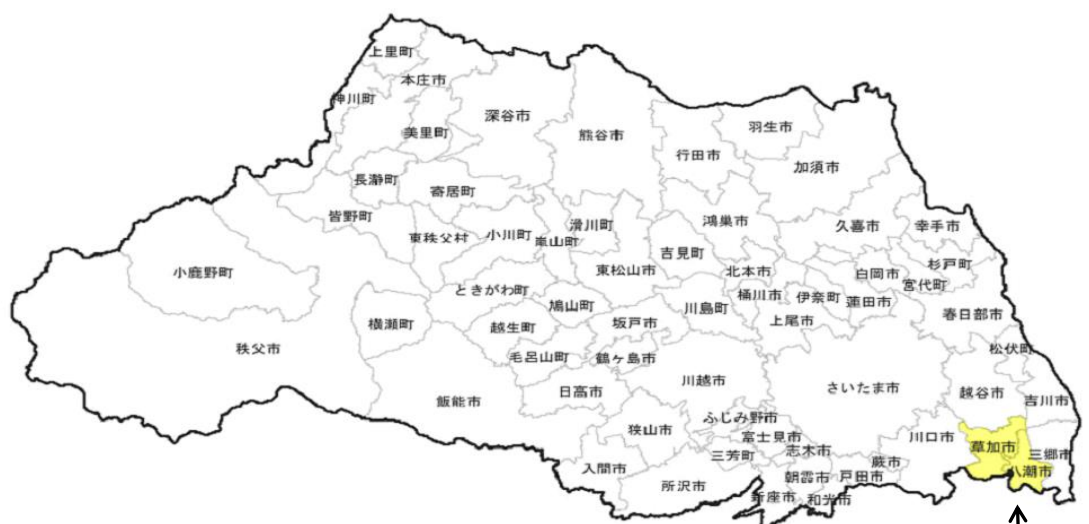 上里町
本庄市
神川町
美里町
深谷市
熊谷市
行田市
羽生市
加須市
長瀞町
寄居町
皆野町
東秩父村
小川町
嵐山町
滑川町
吉見町
鴻巣市
久喜市
幸手市
小鹿野町
東松山市
北本市
白岡市
杉戸町
宮代町
ときがわ町
鳩山町
川島町
桶川市
伊奈町
蓮田市
横瀬町
越生町
坂戸市
上尾市
春日部市
秩父市
毛呂山町
鶴ヶ島市
松伏町
飯能市
日高市
川越市
さいたま市
越谷市
吉川市
狭山市
ふじみ野市
富士見市
川口市
草加市
三郷市
入間市
三芳町
志木市
蕨市
八潮市
所沢市
朝霞市
戸田市
新座市
和光市